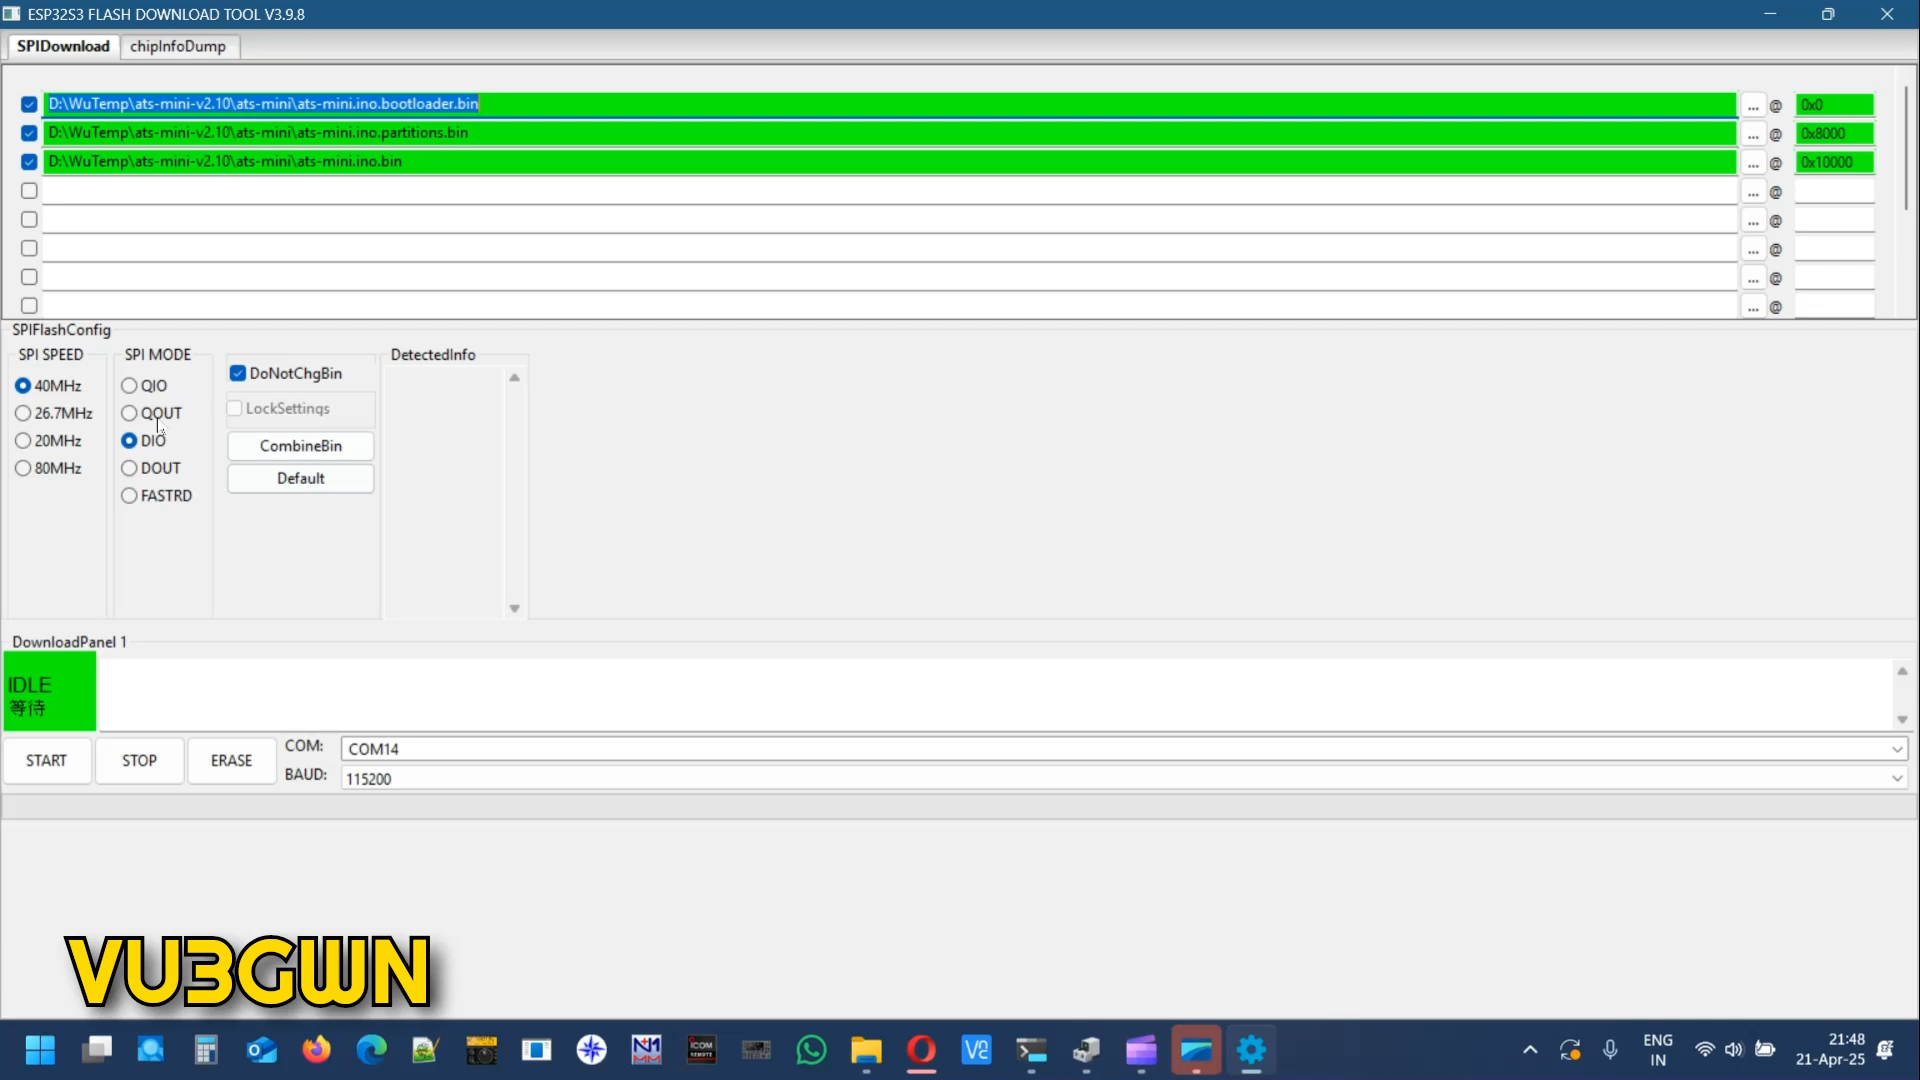 ESP32S3 FLASH DOWNLOAD TOOL V3.9.8
SPIDownload chipInfoDump
D:\WuTemp\ats-mini-v2.10\ats-mini\ats-mini.ino.bootloader.bin ... @ 0x0
D:\WuTemp\ats-mini-v2.10\ats-mini\ats-mini.ino.partitions.bin ... @ 0x8000
D:\WuTemp\ats-mini-v2.10\ats-mini\ats-mini.ino.bin ... @ 0x10000
... @
... @
... @
... @
... @
SPIFlashConfig
SPI SPEED
40MHz
26.7MHz
20MHz
80MHz
SPI MODE
QIO
QOUT
DIO
DOUT
FASTRD
DoNotChgBin
LockSettings
CombineBin
Default
DetectedInfo
DownloadPanel 1
IDLE
等待
START STOP ERASE
COM: COM14
BAUD: 115200
VU3GWN
ICOM
REMOTE
ENG
IN
21:48
21-Apr-25